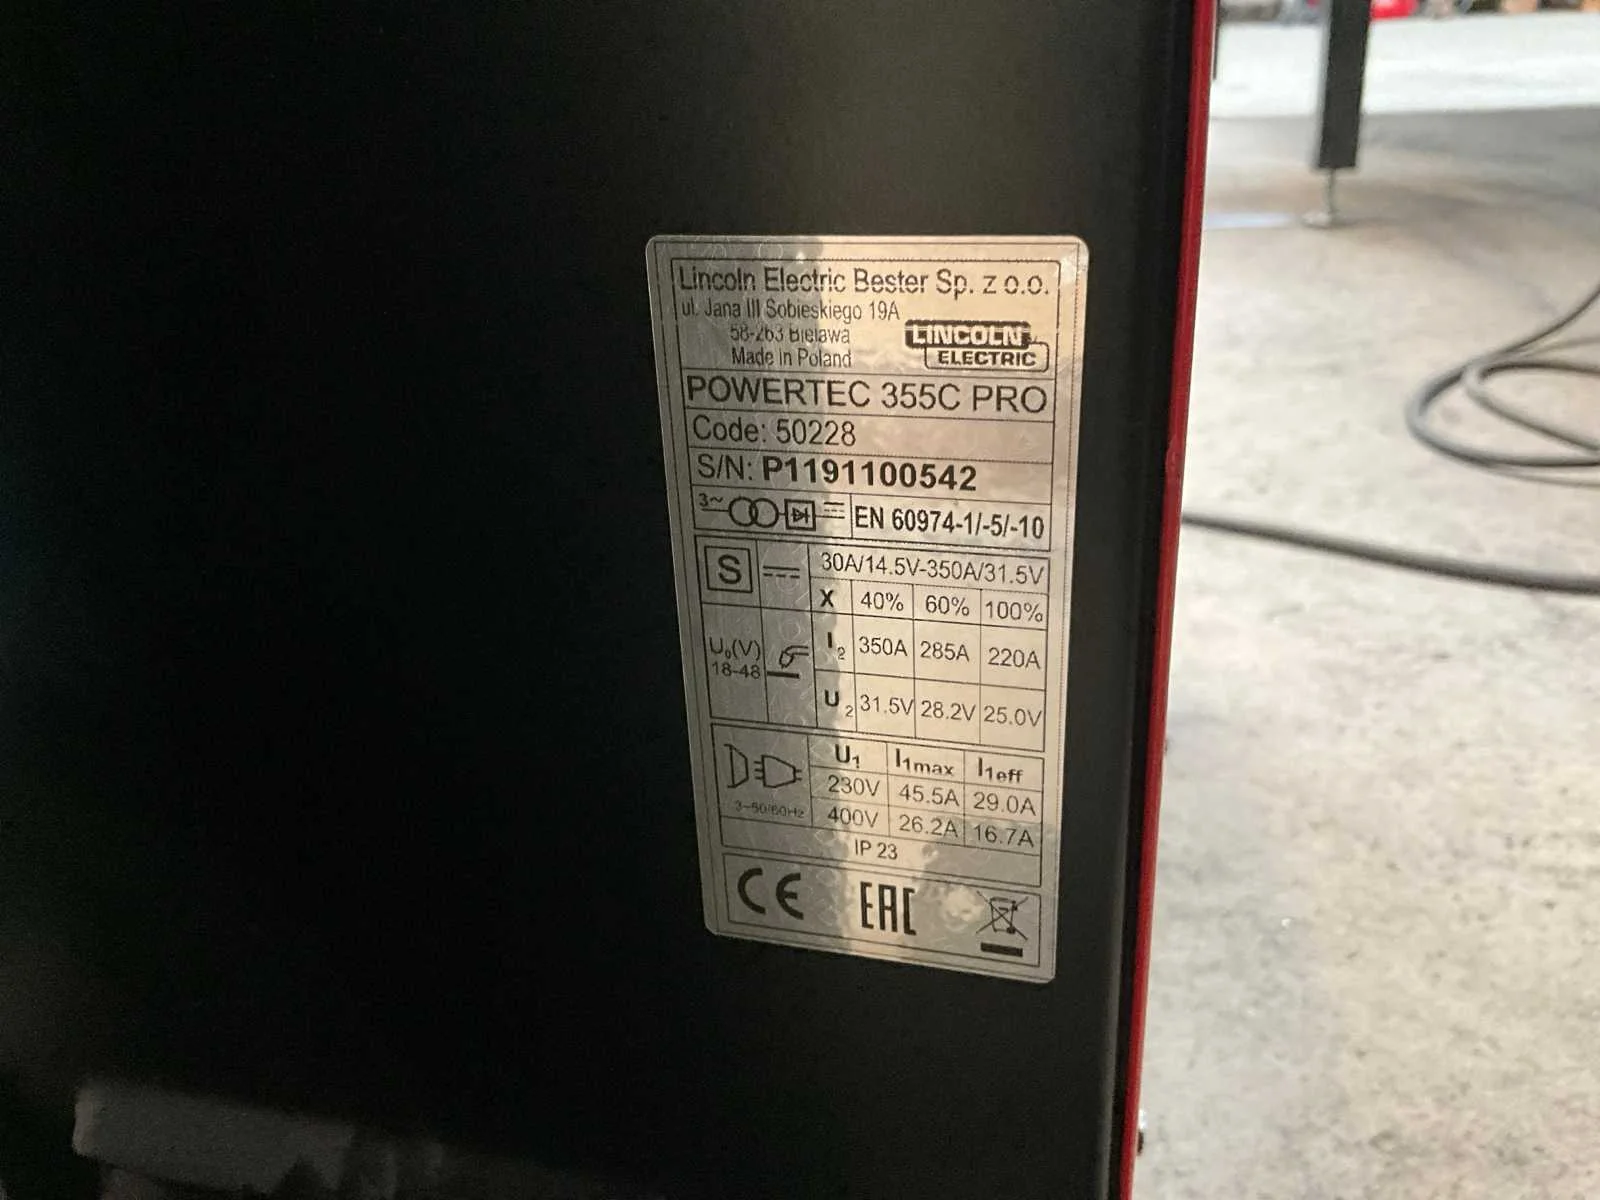 Lincoln Electric Bester Sp. z o.o.
ul. Jana III Sobieskiego 19A
58-263 Bielawa
Made in Poland
LINCOLN
ELECTRIC
POWERTEC 355C PRO
Code: 50228
S/N: P1191100542
3~ EN 60974-1/-5/-10
S 30A/14.5V-350A/31.5V
X 40% 60% 100%
U₀(V) I₂ 350A 285A 220A
18-48
U₂ 31.5V 28.2V 25.0V
U₁ I₁max I₁eff
230V 45.5A 29.0A
3~50/60Hz 400V 26.2A 16.7A
IP 23
CE EAC